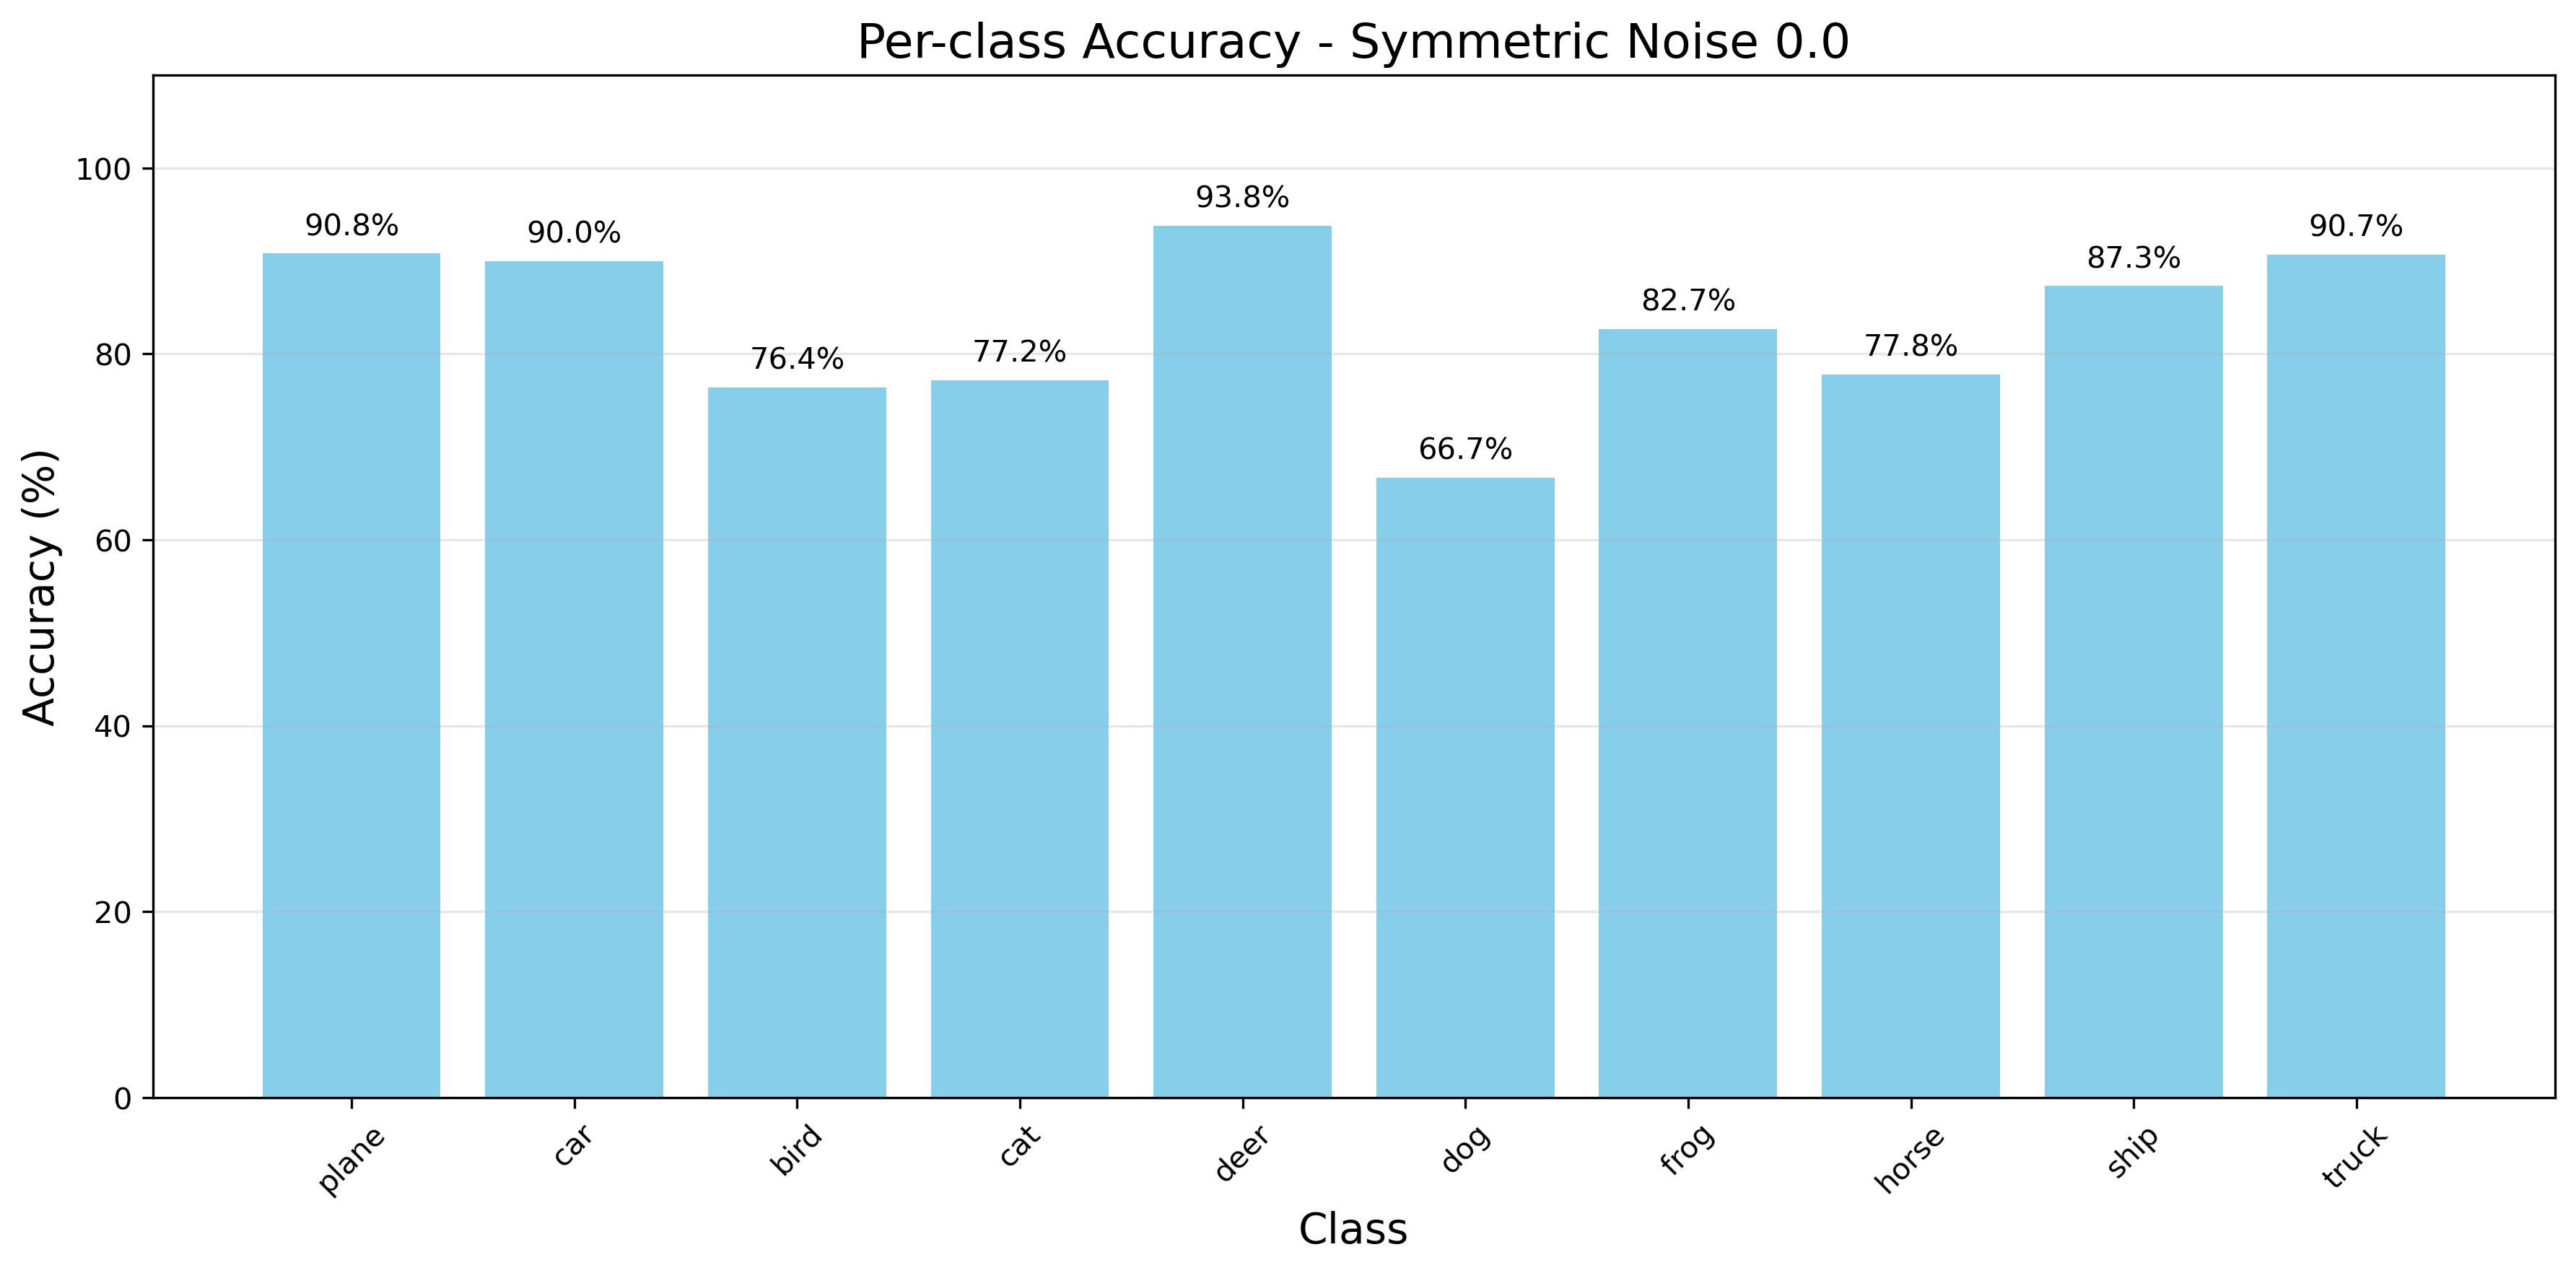 Per-class Accuracy - Symmetric Noise 0.0
Accuracy (%)
100
80
60
40
20
0
90.8%
90.0%
76.4%
77.2%
93.8%
66.7%
82.7%
77.8%
87.3%
90.7%
plane
car
bird
cat
deer
dog
frog
horse
ship
truck
Class